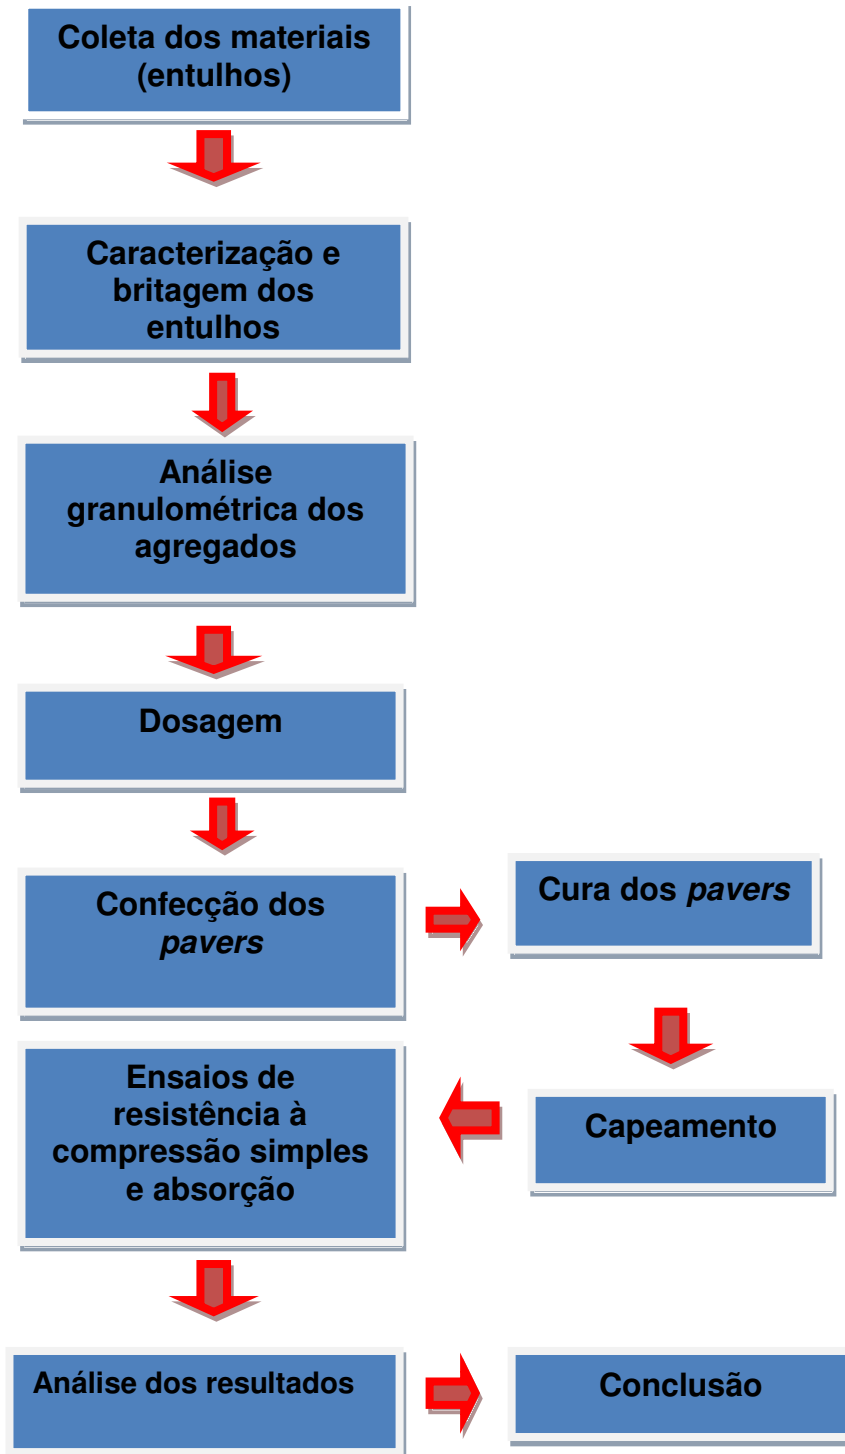 Coleta dos materiais
(entulhos)
Caracterização e
britagem dos
entulhos
Análise
granulométrica dos
agregados
Dosagem
Confecção dos
pavers
Cura dos pavers
Capeamento
Ensaios de
resistência à
compressão simples
e absorção
Análise dos resultados
Conclusão